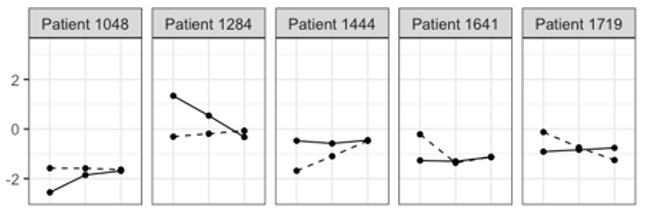 Patient 1048
Patient 1284
Patient 1444
Patient 1641
Patient 1719
2
0
-2